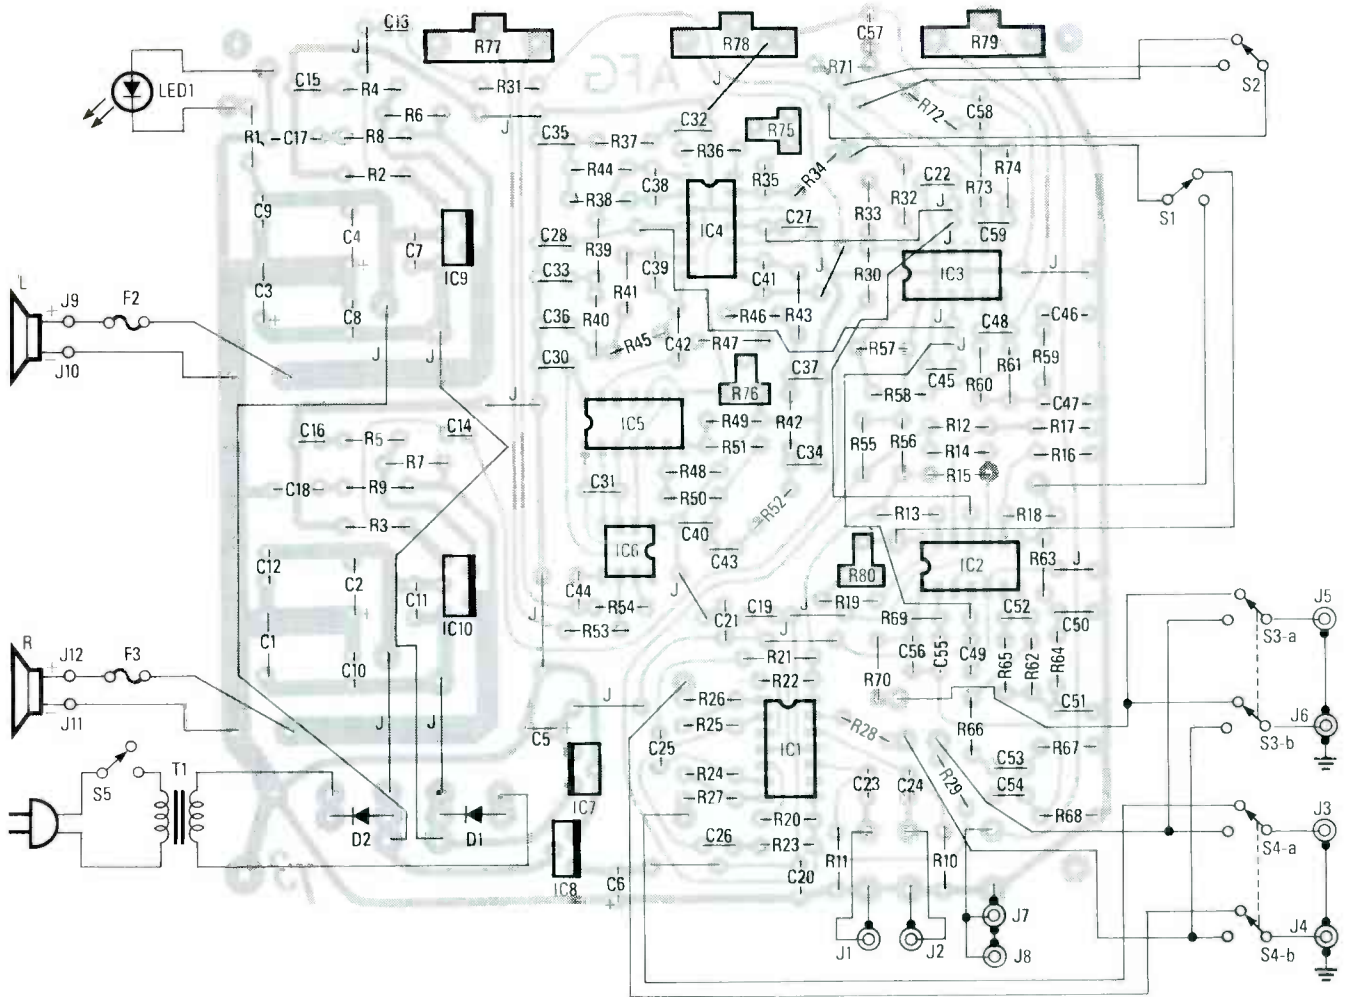 C13
R77
R78
C57
R79
LED1
C15
R4
J
R31
J
AFG
R71
S2
R6
R72
C58
R1
C17
R8
J
C35
R37
C32
R36
R75
R2
R44
C38
R35
R34
R32
C22
R73
R74
C9
R38
C27
R33
J
S1
C4
C7
IC9
C28
R39
IC4
J
C59
C3
+
+
C33
R41
C39
C41
J
R30
IC3
J
L
J9
F2
+
C8
C36
R40
R46
R43
J
C48
C46
J10
–
J
J
C30
R45
C42
R47
R57
J
R59
C37
C45
R60
R61
R76
R58
J
C47
C16
R5
C14
IC5
R49
R42
R55
R56
R12
R17
R7
R51
C34
R14
R16
C18
R9
C31
R48
R15
R50
R52
R3
C40
R13
R18
IC6
C43
R80
IC2
R63
J
C12
C2
C11
IC10
C44
R54
J
R19
J5
+
J
R53
C21
C19
J
R69
C52
C50
S3-a
C1
C10
R21
J
C56
C55
C49
R65
R62
R64
R
J12
F3
+
R22
R70
J
R26
C51
J6
J11
–
J
J
C5
+
R25
IC1
R28
R66
S3-b
C25
R67
S5
T1
IC7
R24
C23
C24
R29
C53
C54
R27
J3
D2
D1
R20
R68
S4-a
IC8
C26
R23
R11
R10
J
C6
+
C20
J7
J4
J1
J2
J8
S4-b